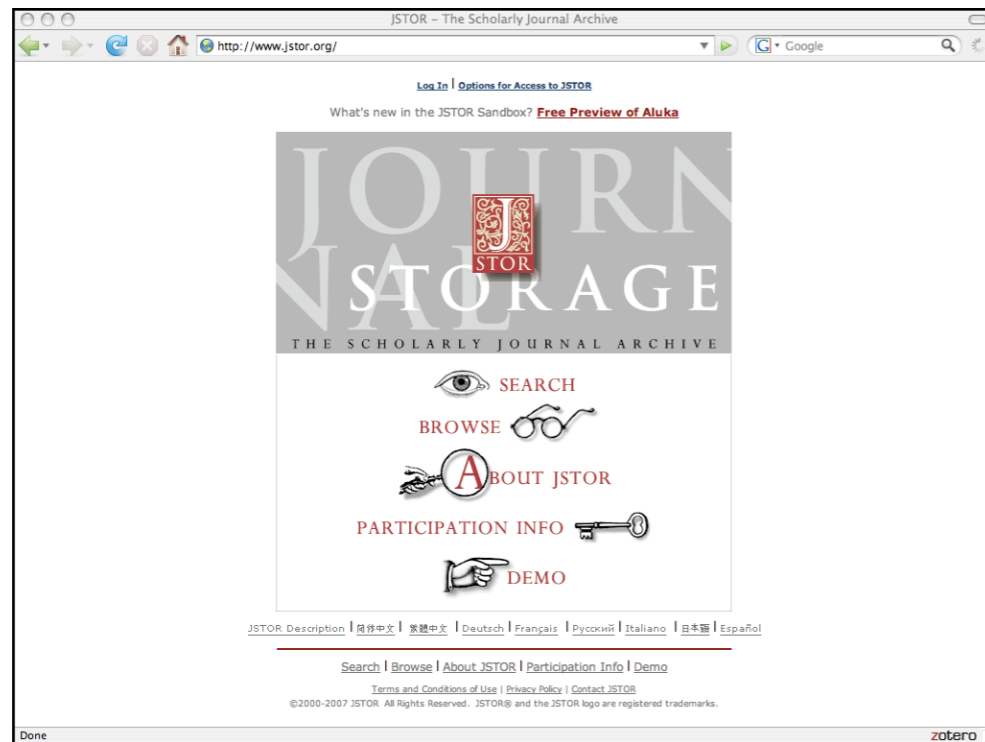 JSTOR – The Scholarly Journal Archive
http://www.jstor.org/
G Google
Log In | Options for Access to JSTOR
What's new in the JSTOR Sandbox? Free Preview of Aluka
JOURNAL
STORAGE
J
STOR
THE SCHOLARLY JOURNAL ARCHIVE
SEARCH
BROWSE
ABOUT JSTOR
PARTICIPATION INFO
DEMO
JSTOR Description | 简体中文 | 繁體中文 | Deutsch | Français | Русский | Italiano | 日本語 | Español
Search | Browse | About JSTOR | Participation Info | Demo
Terms and Conditions of Use | Privacy Policy | Contact JSTOR
©2000-2007 JSTOR All Rights Reserved. JSTOR® and the JSTOR logo are registered trademarks.
Done
zotero